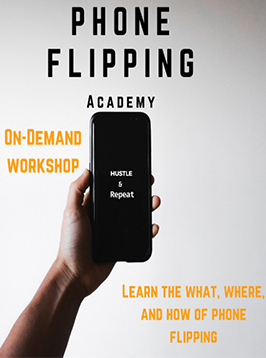 PHONE
FLIPPING
ACADEMY
ON-DEMAND
WORKSHOP
HUSTLE
&
Repeat
LEARN THE WHAT, WHERE,
AND HOW OF PHONE
FLIPPING